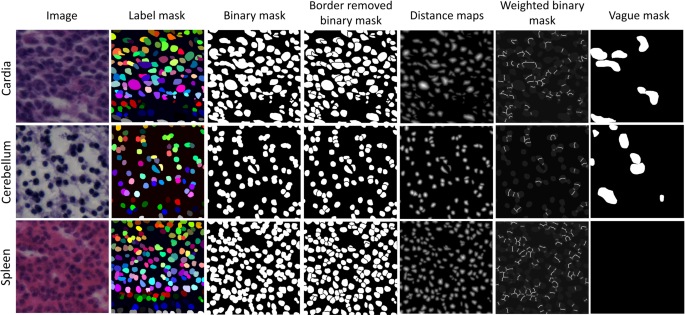 Image
Label mask
Binary mask
Border removed
binary mask
Distance maps
Weighted binary
mask
Vague mask
Cardia
Cerebellum
Spleen